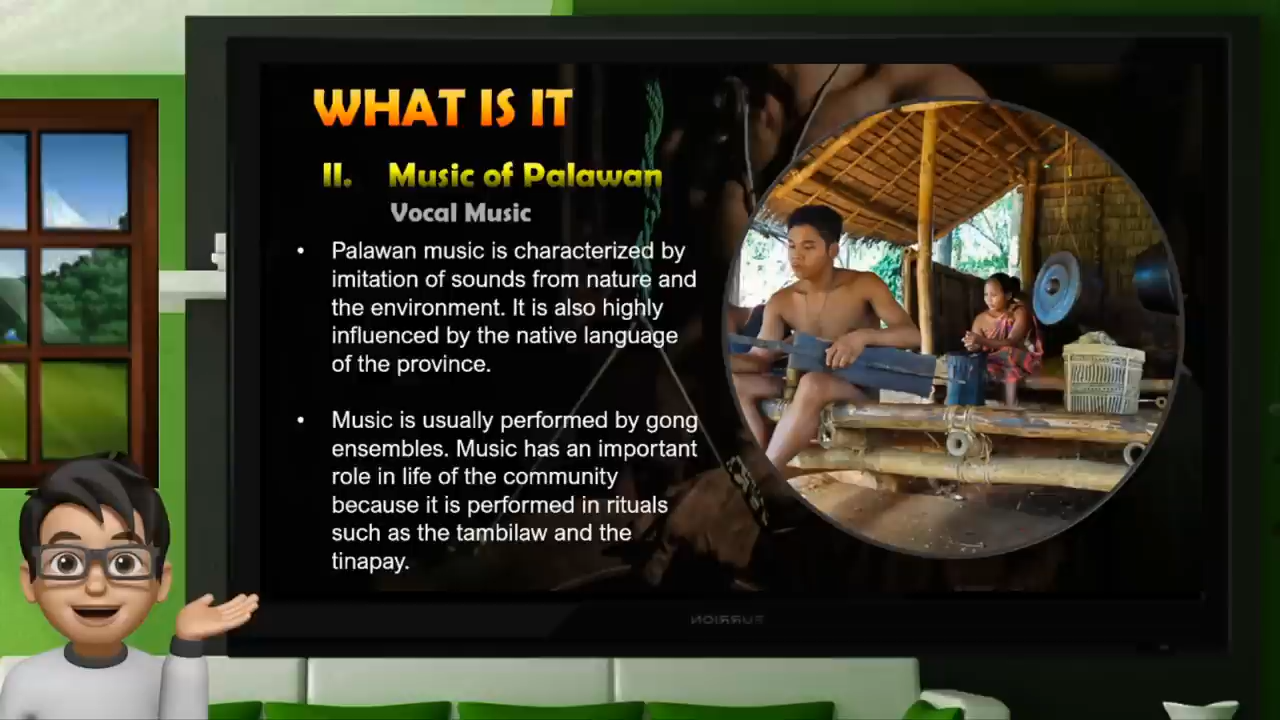 WHAT IS IT
II. Music of Palawan
Vocal Music
• Palawan music is characterized by
imitation of sounds from nature and
the environment. It is also highly
influenced by the native language
of the province.
• Music is usually performed by gong
ensembles. Music has an important
role in life of the community
because it is performed in rituals
such as the tambilaw and the
tinapay.